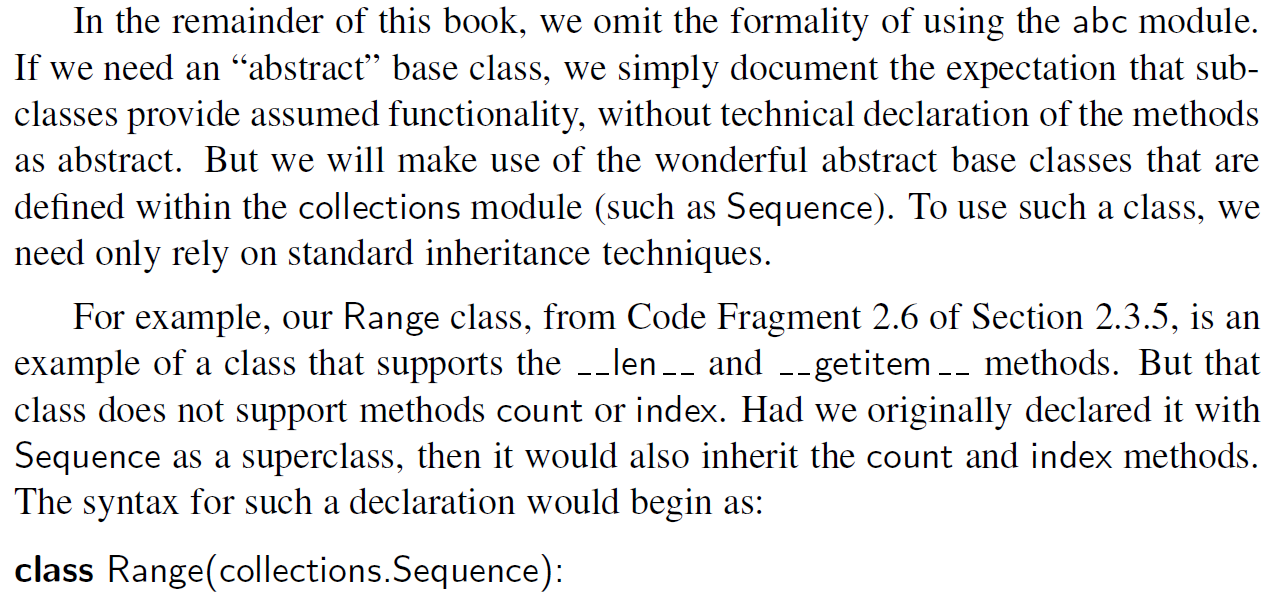 In the remainder of this book, we omit the formality of using the abc module.
If we need an “abstract” base class, we simply document the expectation that sub-
classes provide assumed functionality, without technical declaration of the methods
as abstract. But we will make use of the wonderful abstract base classes that are
defined within the collections module (such as Sequence). To use such a class, we
need only rely on standard inheritance techniques.
For example, our Range class, from Code Fragment 2.6 of Section 2.3.5, is an
example of a class that supports the __len__ and __getitem__ methods. But that
class does not support methods count or index. Had we originally declared it with
Sequence as a superclass, then it would also inherit the count and index methods.
The syntax for such a declaration would begin as:
class Range(collections.Sequence):